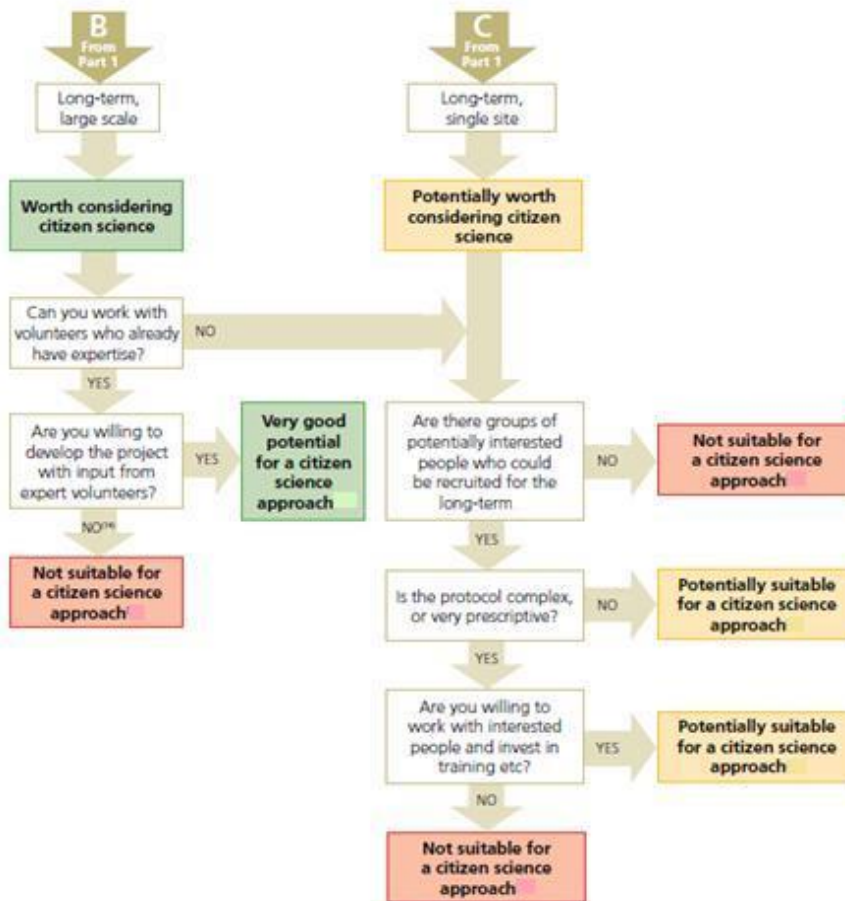 B
From
Part 1
Long-term,
large scale
Worth considering
citizen science
Can you work with
volunteers who already
have expertise?
NO
YES
Are you willing to
develop the project
with input from
expert volunteers?
YES
Very good
potential
for a citizen
science
approach
NO
Not suitable for
a citizen science
approach
C
From
Part 1
Long-term,
single site
Potentially worth
considering citizen
science
Are there groups of
potentially interested
people who could
be recruited for the
long-term
NO
Not suitable for
a citizen science
approach
YES
Is the protocol complex,
or very prescriptive?
NO
Potentially suitable
for a citizen science
approach
YES
Are you willing to
work with interested
people and invest in
training etc?
YES
Potentially suitable
for a citizen science
approach
NO
Not suitable for
a citizen science
approach